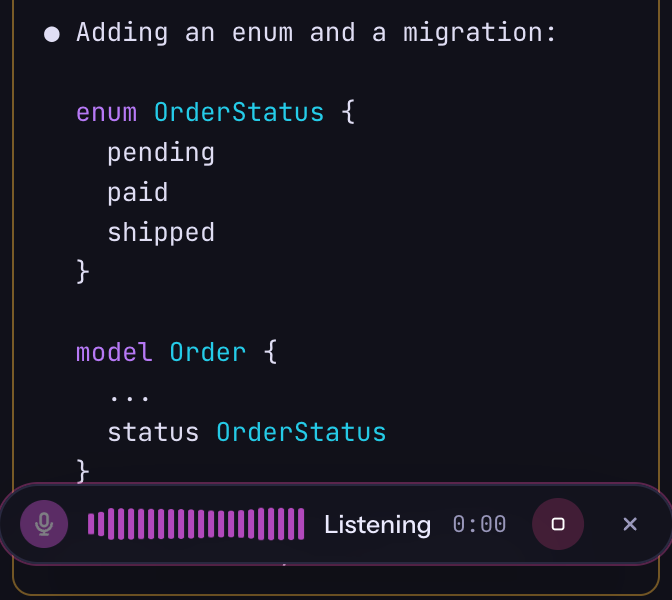 ● Adding an enum and a migration:
enum OrderStatus {
pending
paid
shipped
}
model Order {
...
status OrderStatus
}
Listening 0:00